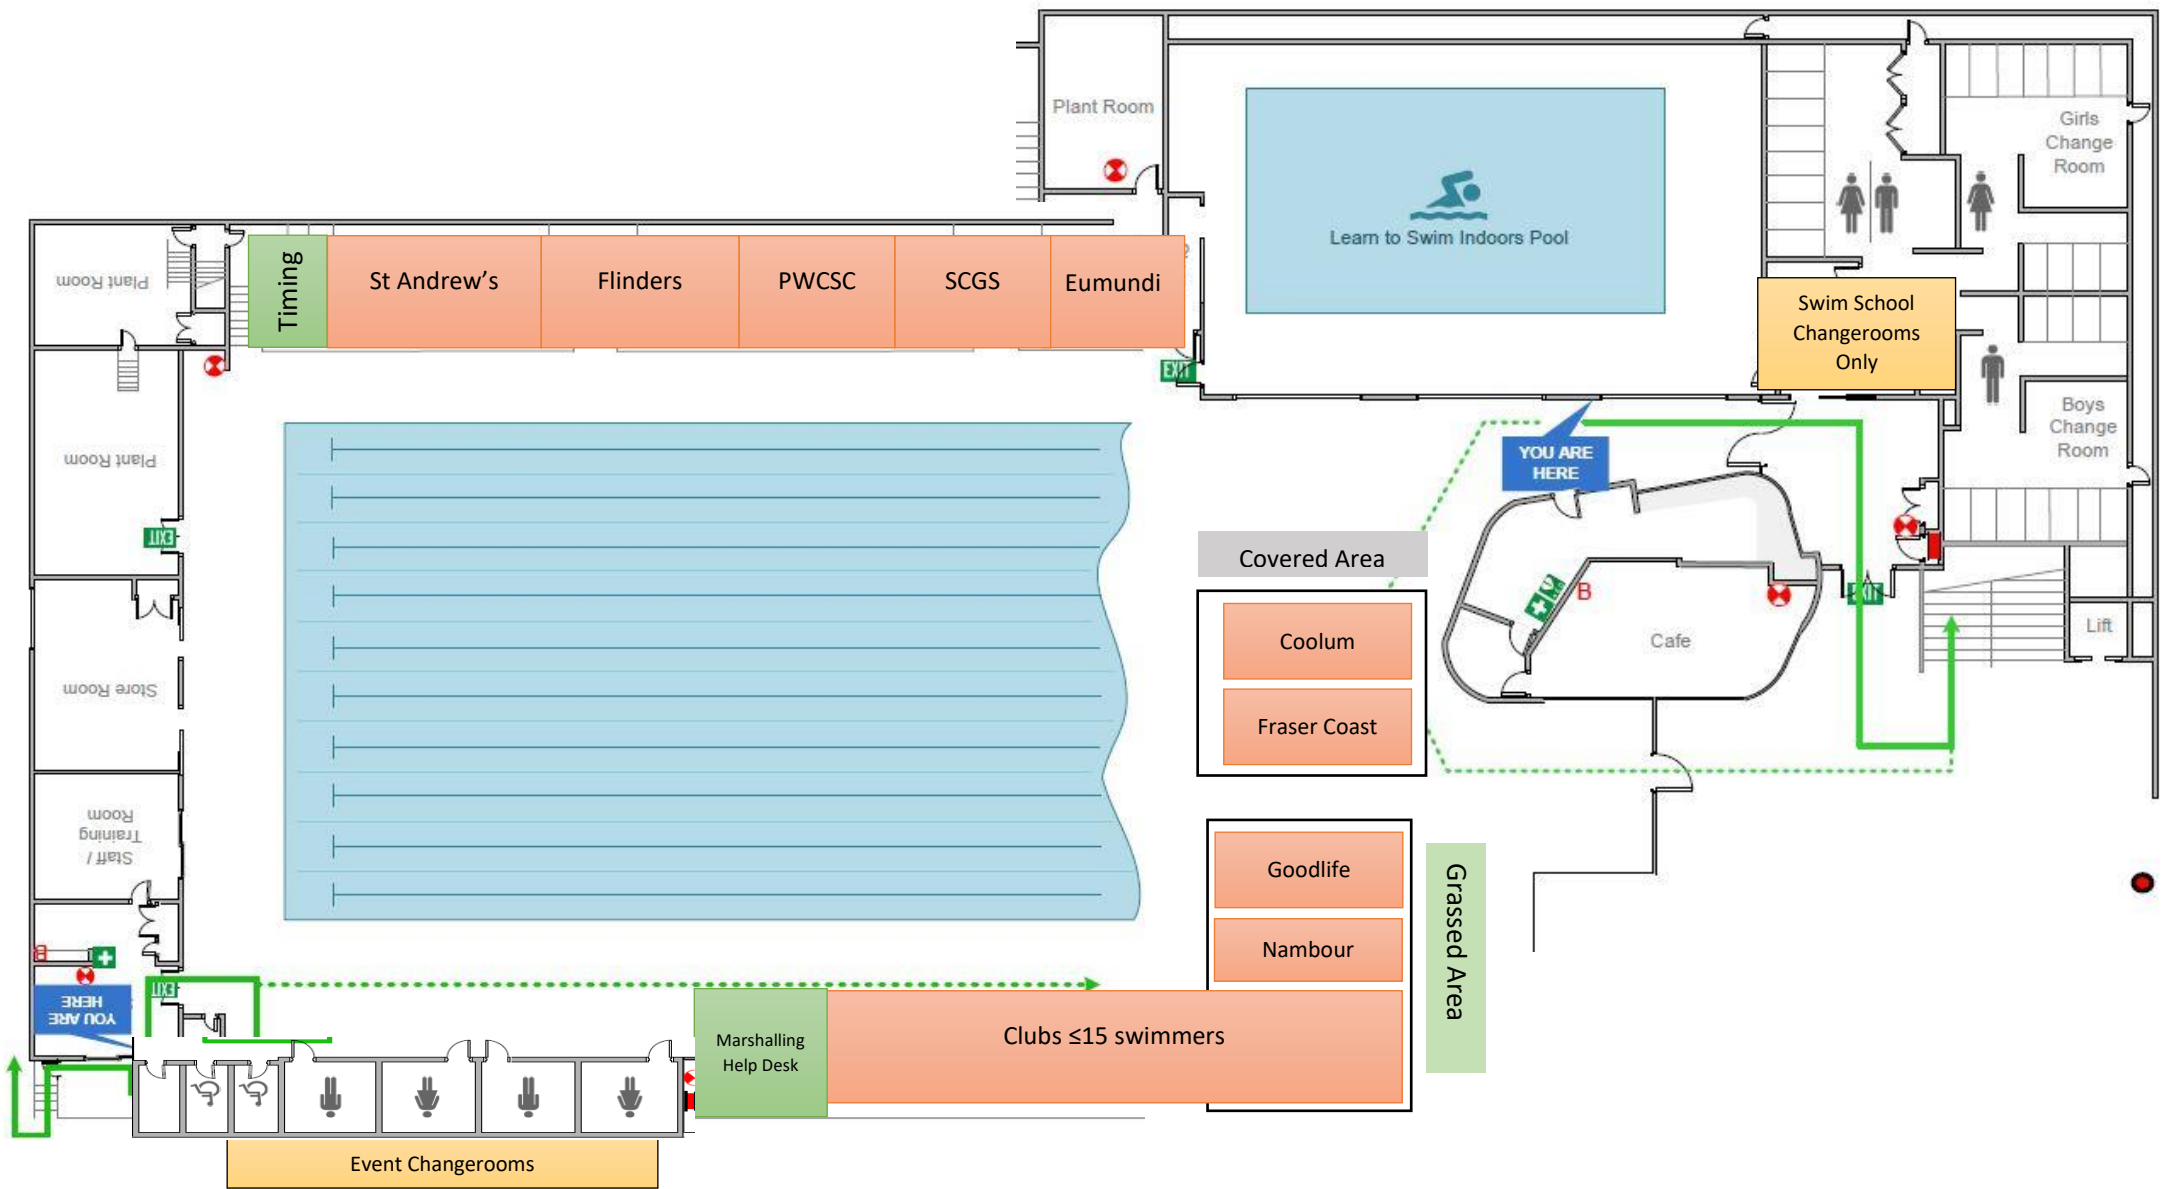 Plant Room
Girls
Change
Room
Learn to Swim Indoors Pool
Plant Room
Timing
St Andrew’s
Flinders
PWCSC
SCGS
Eumundi
Swim School
Changerooms
Only
EXIT
Boys
Change
Room
YOU ARE
HERE
Plant Room
EXIT
Covered Area
B
EXIT
Coolum
Cafe
Lift
Store Room
Fraser Coast
Staff /
Training
Room
Goodlife
Grassed Area
Nambour
B
EXIT
YOU ARE
HERE
Marshalling
Help Desk
Clubs ≤15 swimmers
Event Changerooms